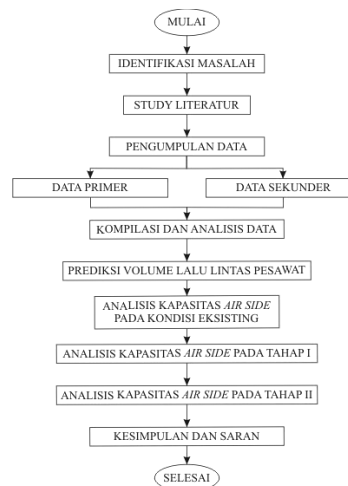 MULAI
IDENTIFIKASI MASALAH
STUDY LITERATUR
PENGUMPULAN DATA
DATA PRIMER
DATA SEKUNDER
KOMPILASI DAN ANALISIS DATA
PREDIKSI VOLUME LALU LINTAS PESAWAT
ANALISIS KAPASITAS AIR SIDE
PADA KONDISI EKSISTING
ANALISIS KAPASITAS AIR SIDE PADA TAHAP I
ANALISIS KAPASITAS AIR SIDE PADA TAHAP II
KESIMPULAN DAN SARAN
SELESAI